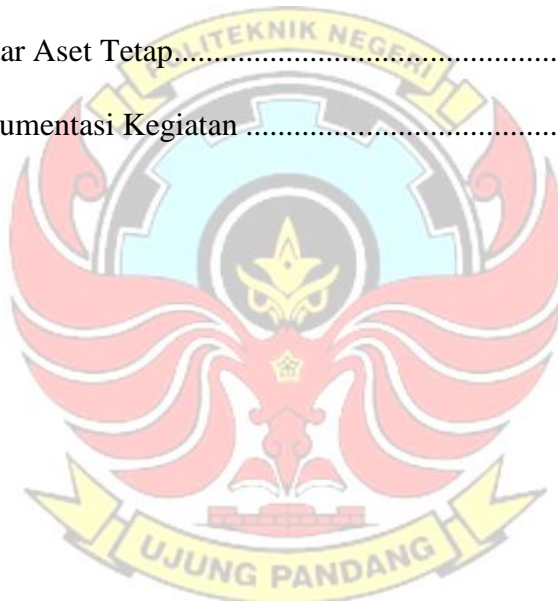 ar Aset Tetap........................................
POLITEKNIK NEGERI
umentasi Kegiatan ...............................
UJUNG PANDANG